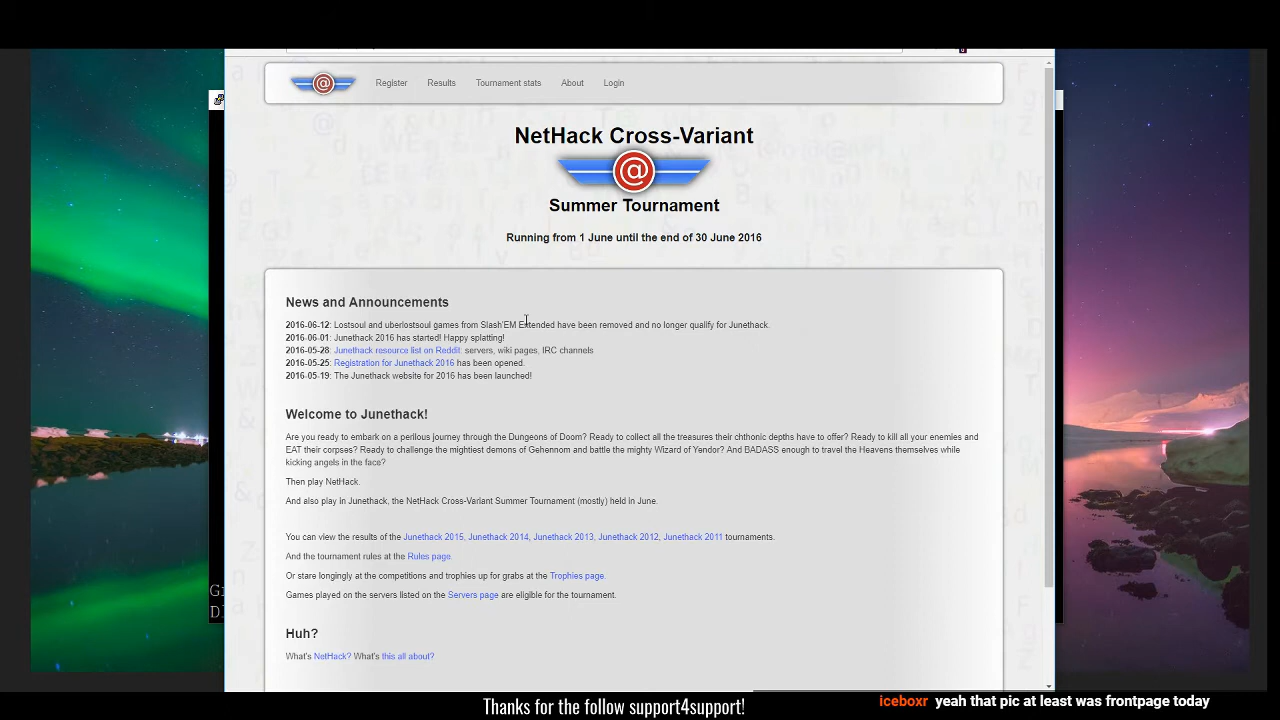 Register Results Tournament stats About Login
NetHack Cross-Variant
@
Summer Tournament
Running from 1 June until the end of 30 June 2016
News and Announcements
2016-06-12: Lostsoul and uberlostsoul games from Slash'EM Extended have been removed and no longer qualify for Junethack.
2016-06-01: Junethack 2016 has started! Happy splatting!
2016-05-28: Junethack resource list on Reddit: servers, wiki pages, IRC channels
2016-05-25: Registration for Junethack 2016 has been opened.
2016-05-19: The Junethack website for 2016 has been launched!
Welcome to Junethack!
Are you ready to embark on a perilous journey through the Dungeons of Doom? Ready to collect all the treasures their chthonic depths have to offer? Ready to kill all your enemies and
EAT their corpses? Ready to challenge the mightiest demons of Gehennom and battle the mighty Wizard of Yendor? And BADASS enough to travel the Heavens themselves while
kicking angels in the face?
Then play NetHack.
And also play in Junethack, the NetHack Cross-Variant Summer Tournament (mostly) held in June.
You can view the results of the Junethack 2015, Junethack 2014, Junethack 2013, Junethack 2012, Junethack 2011 tournaments.
And the tournament rules at the Rules page.
Or stare longingly at the competitions and trophies up for grabs at the Trophies page.
Games played on the servers listed on the Servers page are eligible for the tournament.
Huh?
What's NetHack? What's this all about?
Thanks for the follow support4support!
iceboxr yeah that pic at least was frontpage today